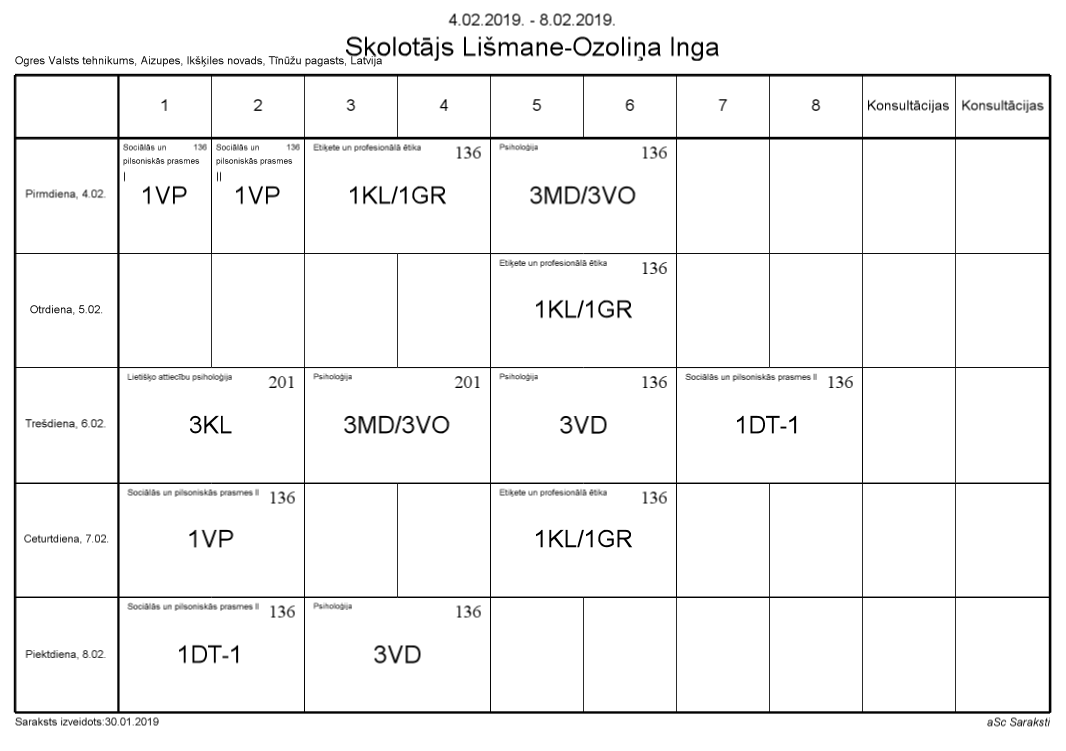 4.02.2019. - 8.02.2019.
Skolotājs Lišmane-Ozoliņa Inga
Ogres Valsts tehnikums, Aizupes, Ikšķiles novads, Tīnūžu pagasts, Latvija
1 2 3 4 5 6 7 8 Konsultācijas Konsultācijas
Pirmdiena, 4.02.
Sociālās un 136
pilsoniskās prasmes
I
1VP
Sociālās un 136
pilsoniskās prasmes
II
1VP
Etiķete un profesionālā ētika 136
1KL/1GR
Psiholoģija 136
3MD/3VO
Otrdiena, 5.02.
Etiķete un profesionālā ētika 136
1KL/1GR
Trešdiena, 6.02.
Lietišķo attiecību psiholoģija 201
3KL
Psiholoģija 201
3MD/3VO
Psiholoģija 136
3VD
Sociālās un pilsoniskās prasmes II 136
1DT-1
Ceturtdiena, 7.02.
Sociālās un pilsoniskās prasmes II 136
1VP
Etiķete un profesionālā ētika 136
1KL/1GR
Piektdiena, 8.02.
Sociālās un pilsoniskās prasmes II 136
1DT-1
Psiholoģija 136
3VD
Saraksts izveidots:30.01.2019
aSc Saraksti